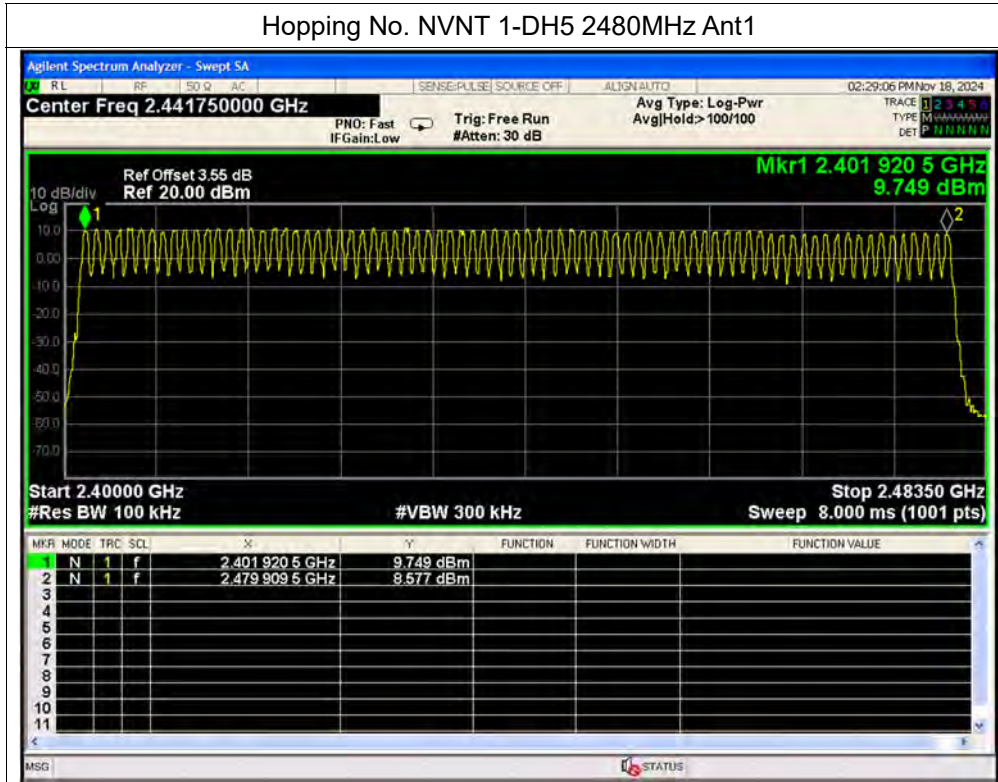 Hopping No. NVNT 1-DH5 2480MHz Ant1
Agilent Spectrum Analyzer - Swept SA
RL RF 50 Ω AC SENSE:PULSE SOURCE OFF ALIGN AUTO 02:29:06 PM Nov 18, 2024
Center Freq 2.441750000 GHz Avg Type: Log-Pwr TRACE 1 2 3 4 5 6
PNO: Fast Trig: Free Run Avg|Hold:> 100/100 TYPE M
IFGain:Low #Atten: 30 dB DET P N N N N N
Mkr1 2.401 920 5 GHz
Ref Offset 3.55 dB
10 dB/div Ref 20.00 dBm 9.749 dBm
Log
1 2
10.0
0.00
-10.0
-20.0
-30.0
-40.0
-50.0
-60.0
-70.0
Start 2.40000 GHz Stop 2.48350 GHz
#Res BW 100 kHz #VBW 300 kHz Sweep 8.000 ms (1001 pts)
MKR MODE TRC SCL X Y FUNCTION FUNCTION WIDTH FUNCTION VALUE
1 N 1 f 2.401 920 5 GHz 9.749 dBm
2 N 1 f 2.479 909 5 GHz 8.577 dBm
3
4
5
6
7
8
9
10
11
MSG STATUS